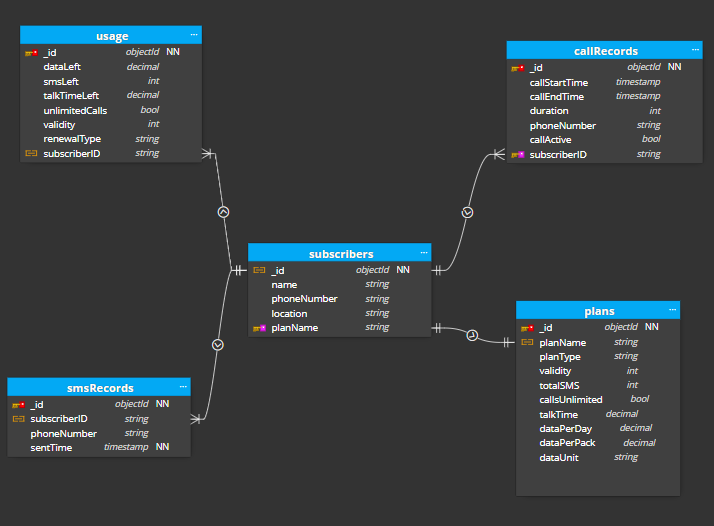 usage ...
_id objectId NN
dataLeft decimal
smsLeft int
talkTimeLeft decimal
unlimitedCalls bool
validity int
renewalType string
subscriberID string
callRecords ...
_id objectId NN
callStartTime timestamp
callEndTime timestamp
duration int
phoneNumber string
callActive bool
subscriberID string
subscribers ...
_id objectId NN
name string
phoneNumber string
location string
planName string
plans ...
_id objectId NN
planName string
planType string
validity int
totalSMS int
callsUnlimited bool
talkTime decimal
dataPerDay decimal
dataPerPack decimal
dataUnit string
smsRecords ...
_id objectId NN
subscriberID string
phoneNumber string
sentTime timestamp NN